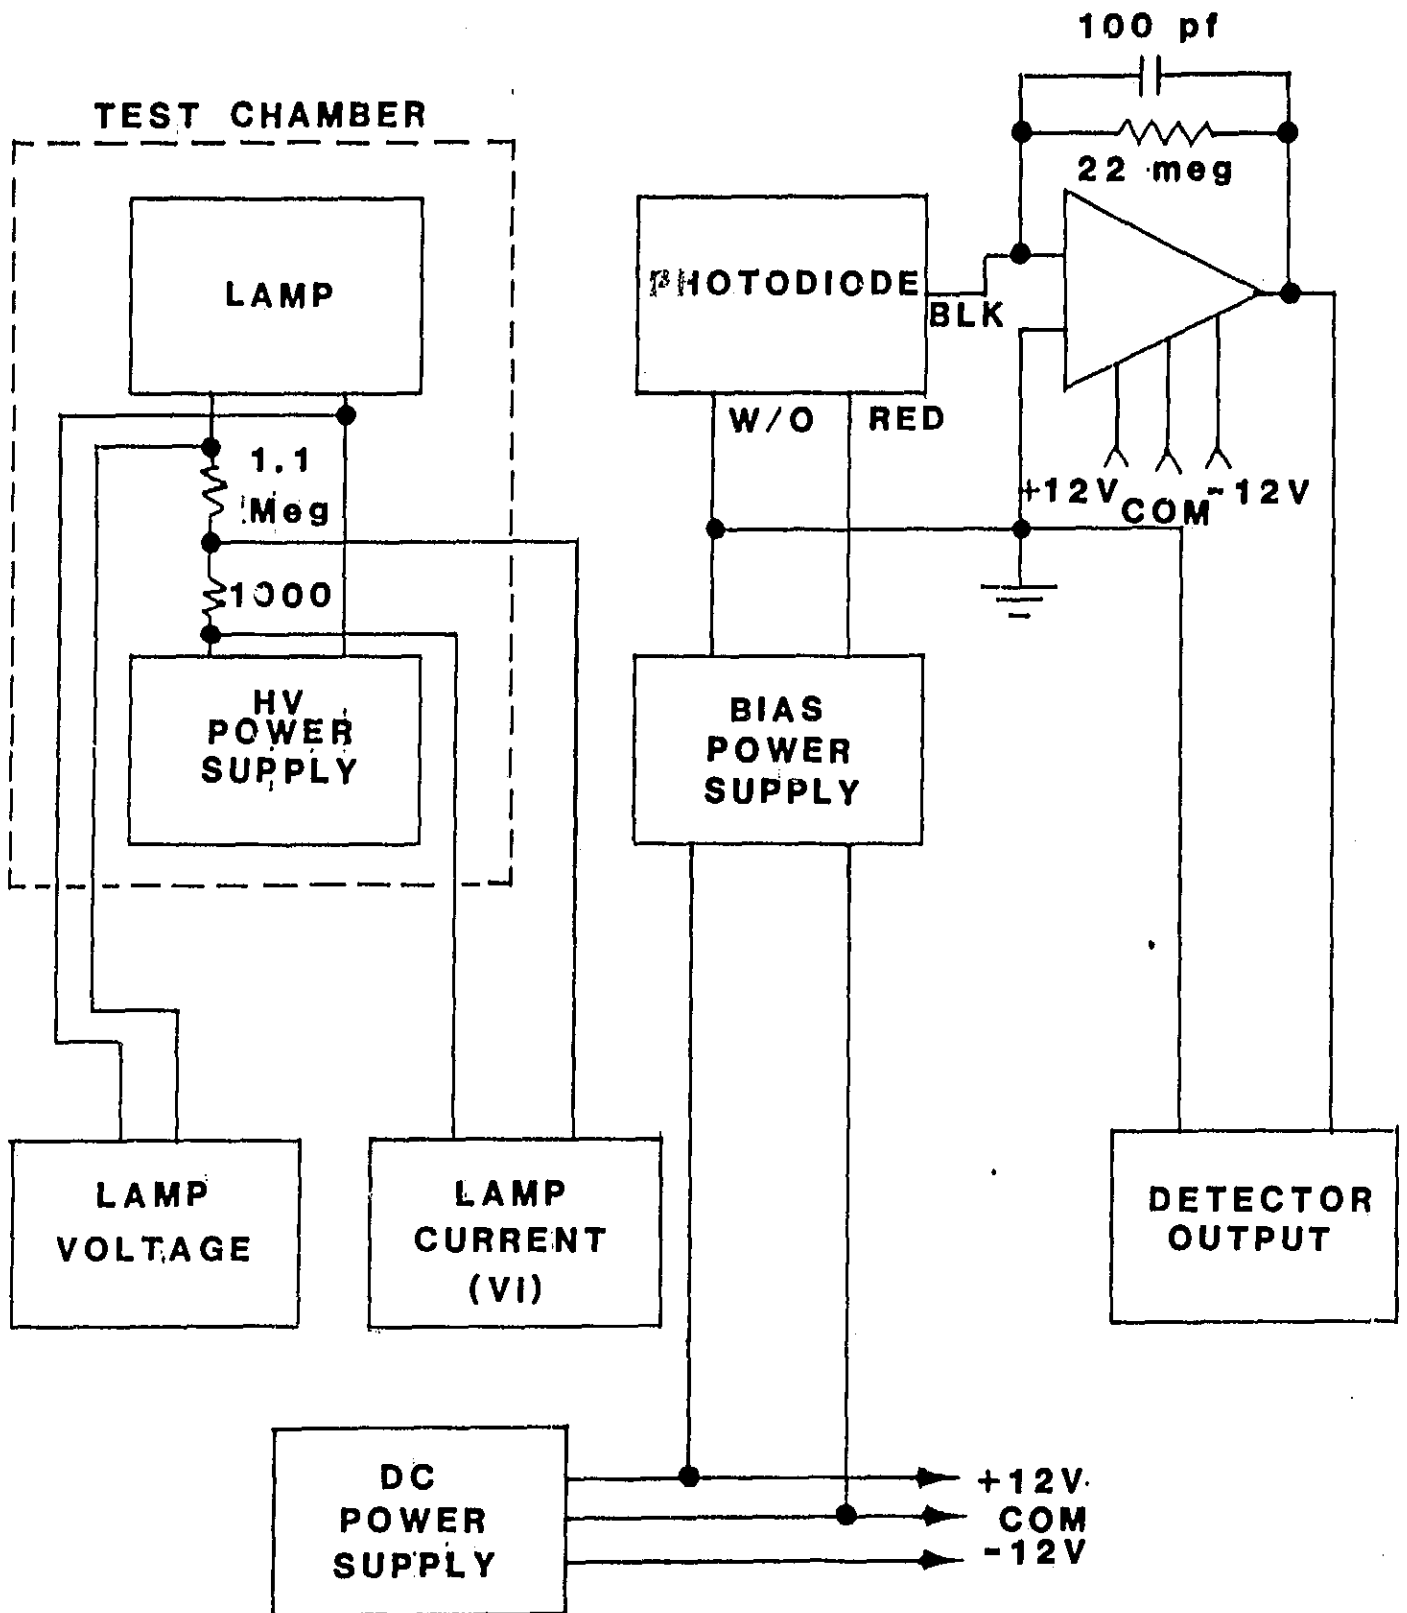 100 pf
TEST CHAMBER
22 meg
LAMP
PHOTODIODE
BLK
W/O
RED
1.1
Meg
+12V
COM
-12V
1000
HV
POWER
SUPPLY
BIAS
POWER
SUPPLY
LAMP
VOLTAGE
LAMP
CURRENT
(VI)
DETECTOR
OUTPUT
DC
POWER
SUPPLY
+12V
COM
-12V